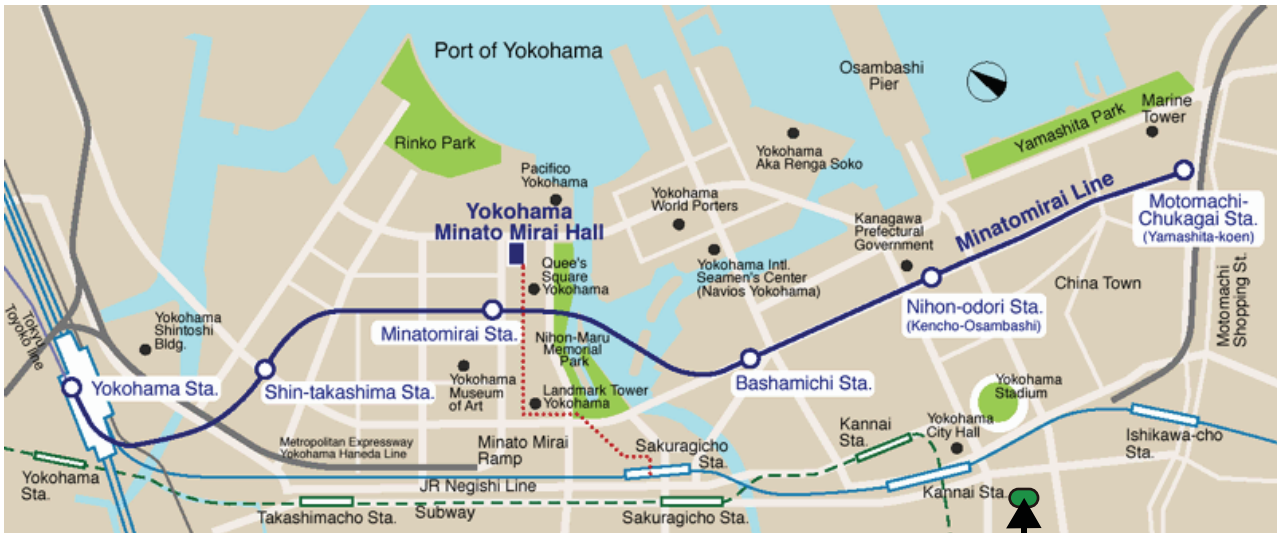 Port of Yokohama
Osambashi
Pier
Rinko Park
Yamashita Park
Marine
Tower
Yokohama
Aka Renga Soko
Pacifico
Yokohama
Yokohama
World Porters
Yokohama
Minato Mirai Hall
Kanagawa
Prefectural
Government
Minatomirai Line
Motomachi-
Chukagai Sta.
(Yamashita-koen)
Quee's
Square
Yokohama
Yokohama Intl.
Seamen's Center
(Navios Yokohama)
China Town
Motomachi
Shopping St.
Nihon-odori Sta.
(Kencho-Osambashi)
Tokyu
Toyoko line
Yokohama
Shintoshi
Bldg.
Minatomirai Sta.
Nihon-Maru
Memorial
Park
Yokohama Sta.
Shin-takashima Sta.
Yokohama
Museum
of Art
Landmark Tower
Yokohama
Bashamichi Sta.
Yokohama
Stadium
Yokohama
City Hall
Kannai
Sta.
Ishikawa-cho
Sta.
Metropolitan Expressway
Yokohama Haneda Line
Minato Mirai
Ramp
Sakuragicho
Sta.
Yokohama
Sta.
JR Negishi Line
Kannai Sta.
Takashimacho Sta.
Subway
Sakuragicho Sta.